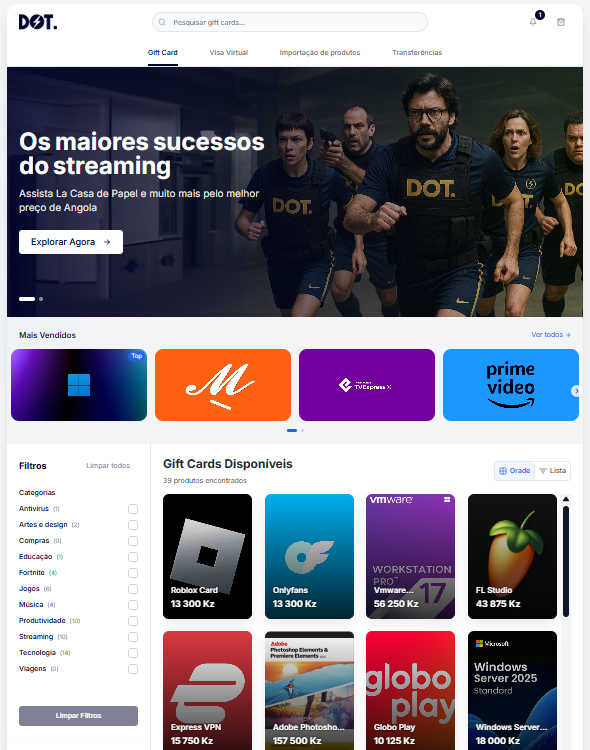 DOT.
Pesquisar gift cards...
1
Gift Card
Visa Virtual
Importação de produtos
Transferências
Os maiores sucessos
do streaming
Assista La Casa de Papel e muito mais pelo melhor
preço de Angola
Explorar Agora →
DOT.
DOT.
DOT.
Mais Vendidos
Ver todos →
Top
M
TVExpress X
prime
video
Filtros
Limpar todos
Categorias
Antivirus (1)
Artes e design (2)
Compras (0)
Educação (1)
Fortnite (4)
Jogos (8)
Música (4)
Produtividade (10)
Streaming (10)
Tecnologia (14)
Viagens (0)
Limpar Filtros
Gift Cards Disponíveis
39 produtos encontrados
Grade
Lista
Roblox Card
13 300 Kz
OF
Onlyfans
13 300 Kz
vmware
WORKSTATION
PRO™
17
Vmware...
56 250 Kz
FL Studio
43 875 Kz
Express VPN
15 750 Kz
Adobe
Photoshop Elements &
Premiere Elements
Adobe Photosho...
157 500 Kz
globo
play
Globo Play
10 125 Kz
Microsoft
Windows
Server 2025
Standard
Windows Server...
18 000 Kz